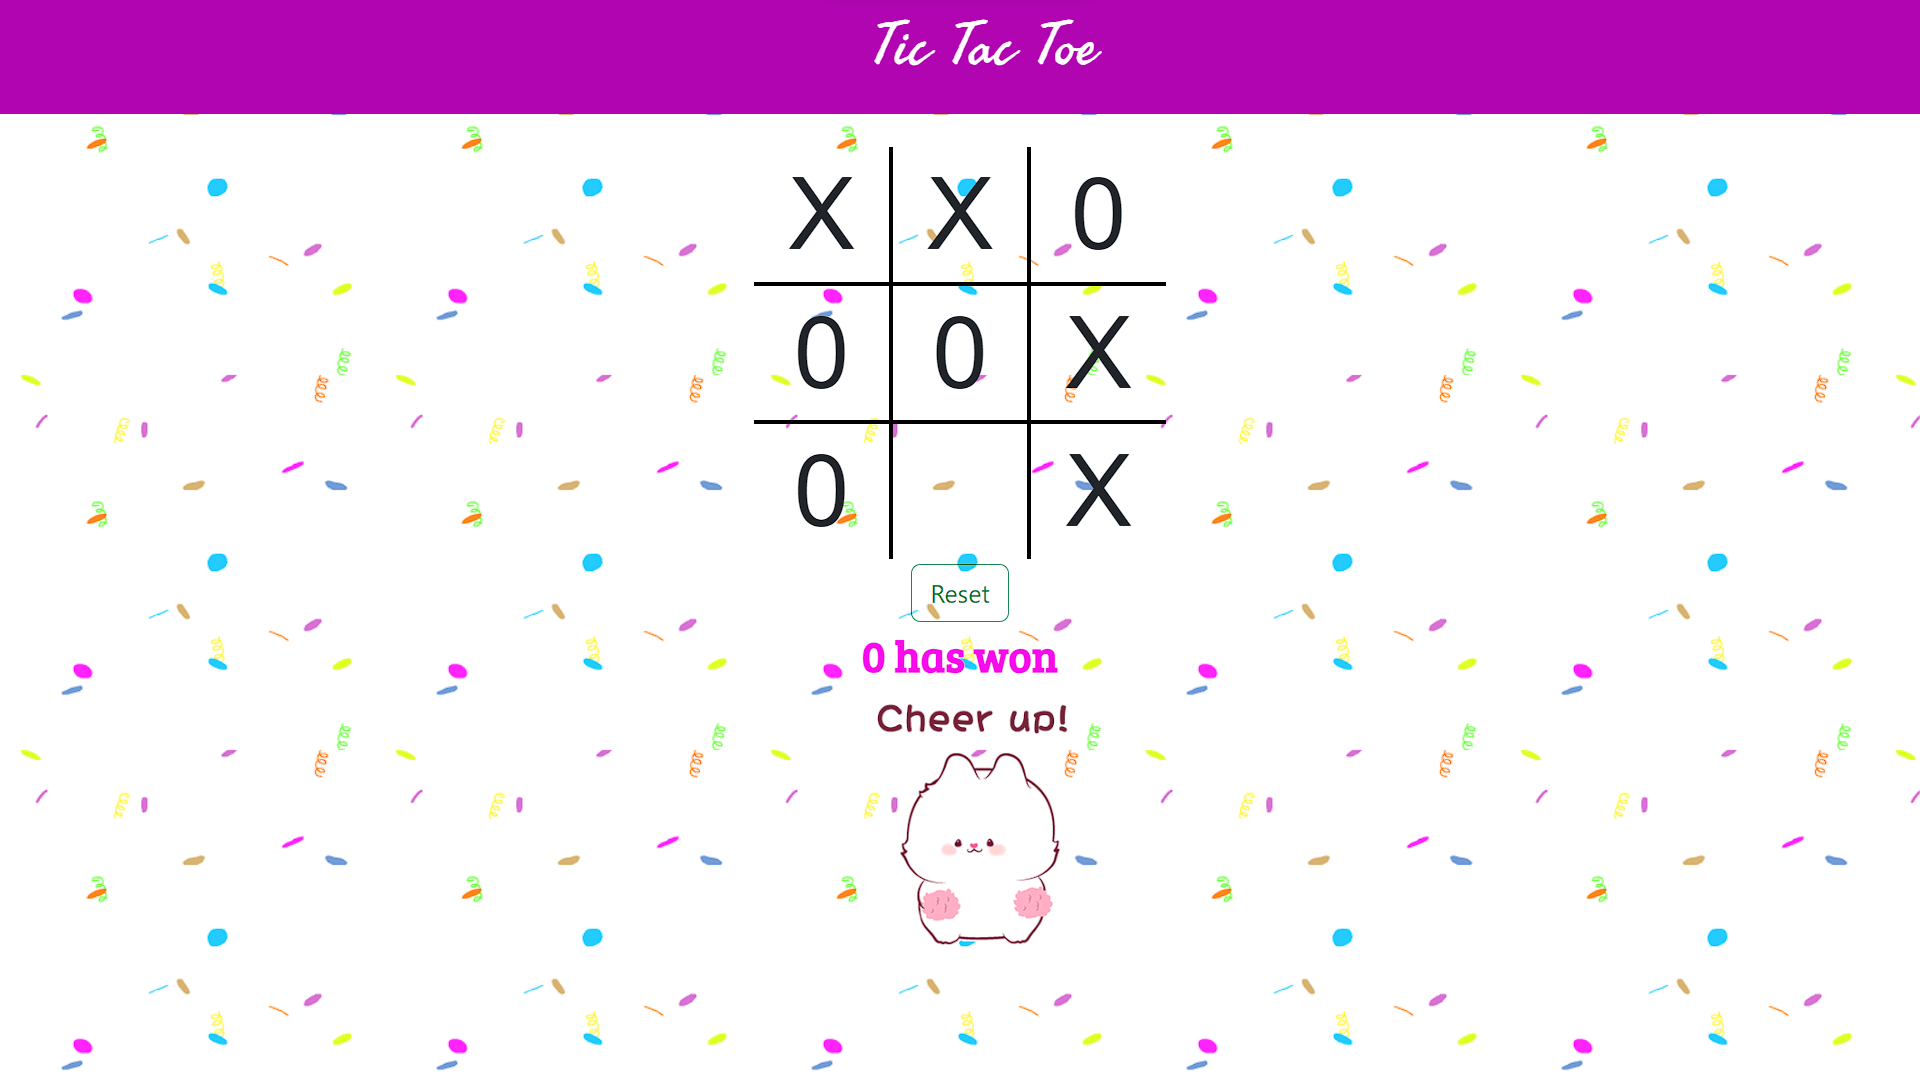 Tic Tac Toe
X X 0
0 0 X
0 X
Reset
0 has won
Cheer up!